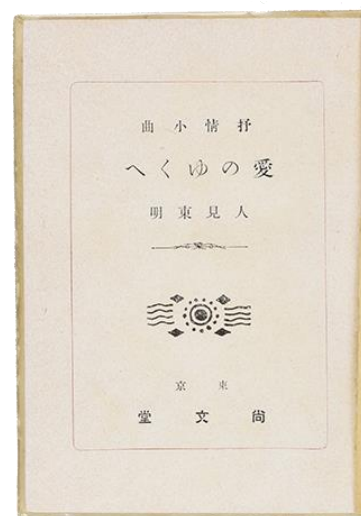 抒情小曲
愛のゆくへ
人見東明
東京
尚文堂